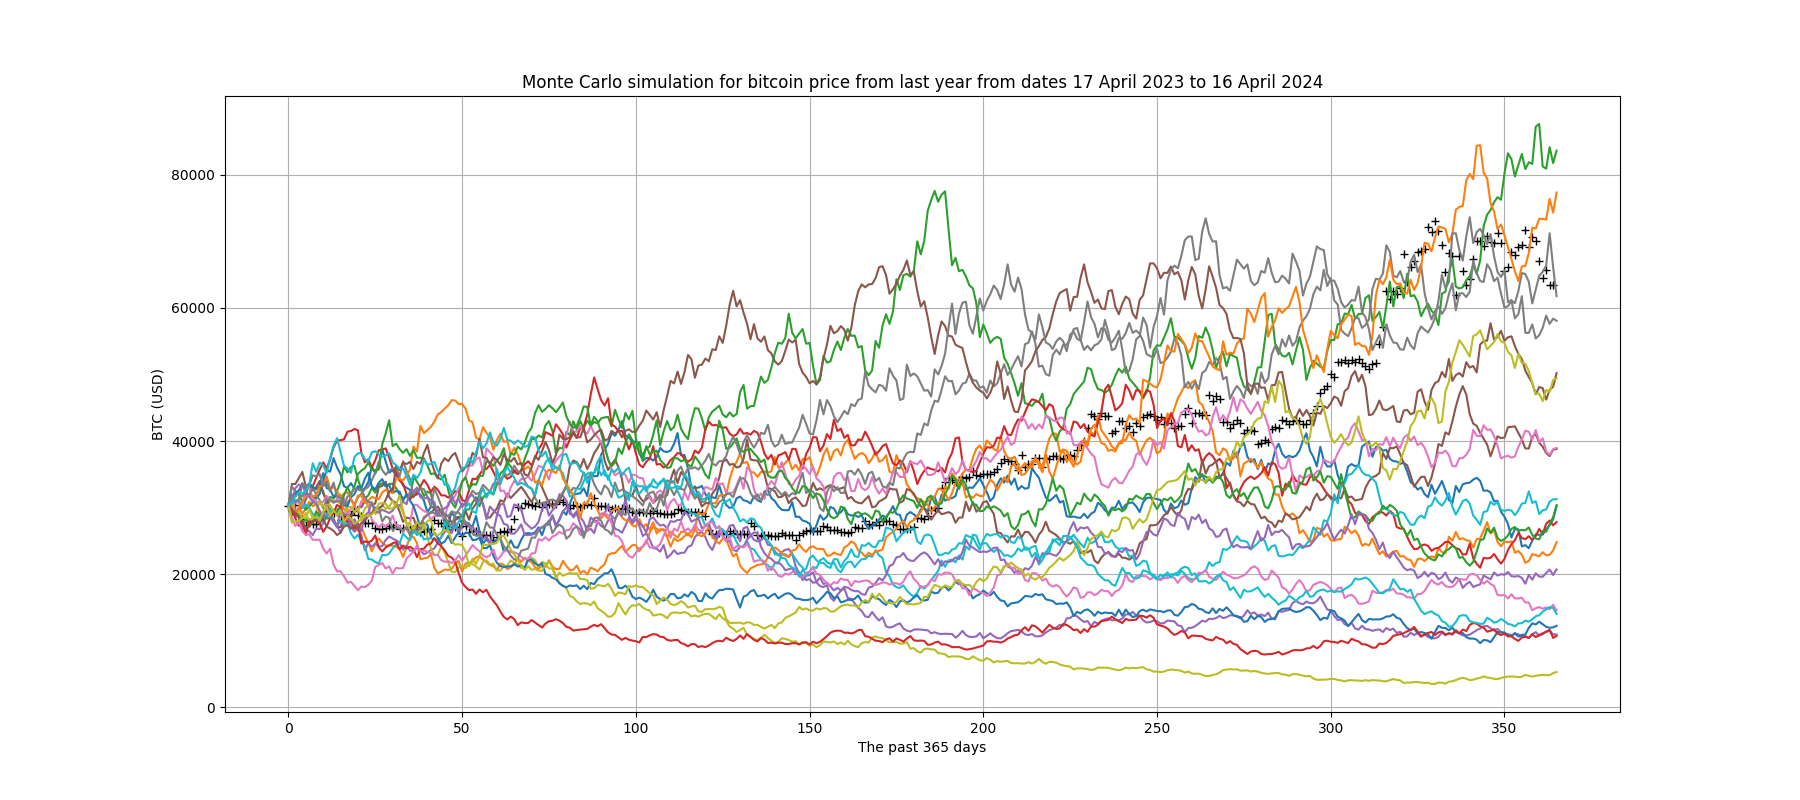 Monte Carlo simulation for bitcoin price from last year from dates 17 April 2023 to 16 April 2024
80000
60000
40000
20000
0
BTC (USD)
0 50 100 150 200 250 300 350
The past 365 days